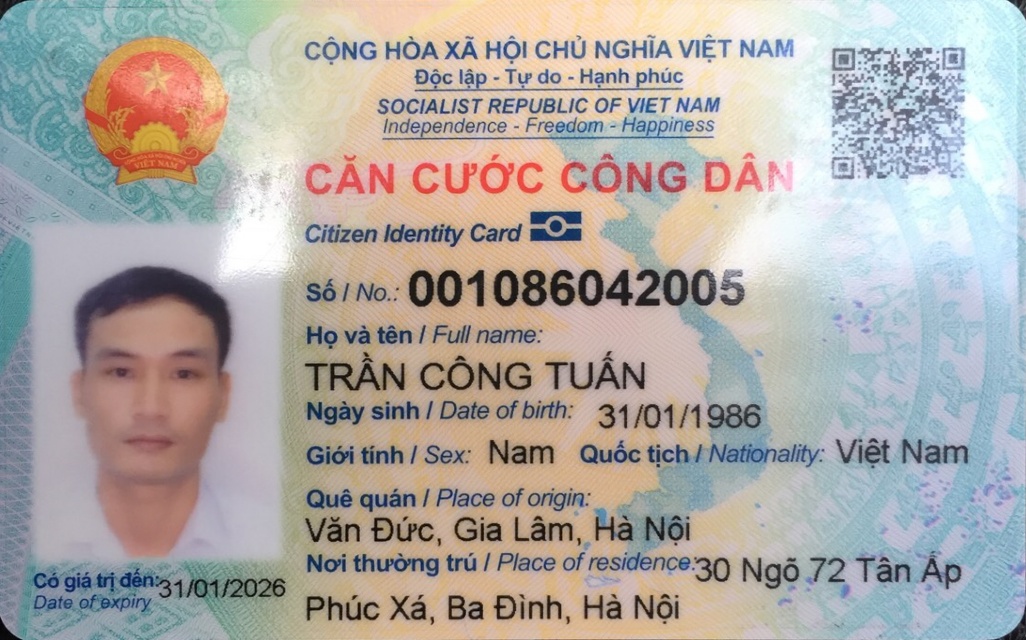 CỘNG HÒA XÃ HỘI CHỦ NGHĨA VIỆT NAM
Độc lập - Tự do - Hạnh phúc
SOCIALIST REPUBLIC OF VIET NAM
Independence - Freedom - Happiness
VIỆT NAM
CĂN CƯỚC CÔNG DÂN
Citizen Identity Card
Số / No.: 001086042005
Họ và tên / Full name:
TRẦN CÔNG TUẤN
Ngày sinh / Date of birth: 31/01/1986
Giới tính / Sex: Nam Quốc tịch / Nationality: Việt Nam
Quê quán / Place of origin:
Văn Đức, Gia Lâm, Hà Nội
Nơi thường trú / Place of residence: 30 Ngõ 72 Tân Ấp
Phúc Xá, Ba Đình, Hà Nội
Có giá trị đến: 31/01/2026
Date of expiry